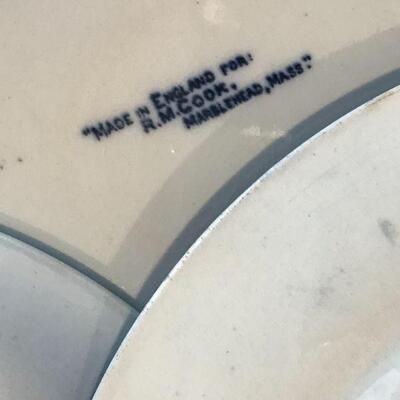 "MADE IN ENGLAND FOR:
R.M.COOK.
MARBLEHEAD, MASS".